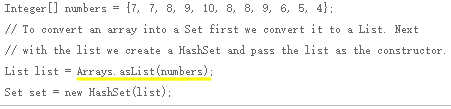 Integer[] numbers = {7, 7, 8, 9, 10, 8, 8, 9, 6, 5, 4};
// To convert an array into a Set first we convert it to a List. Next
// with the list we create a HashSet and pass the list as the constructor.
List list = Arrays.asList(numbers);
Set set = new HashSet(list);